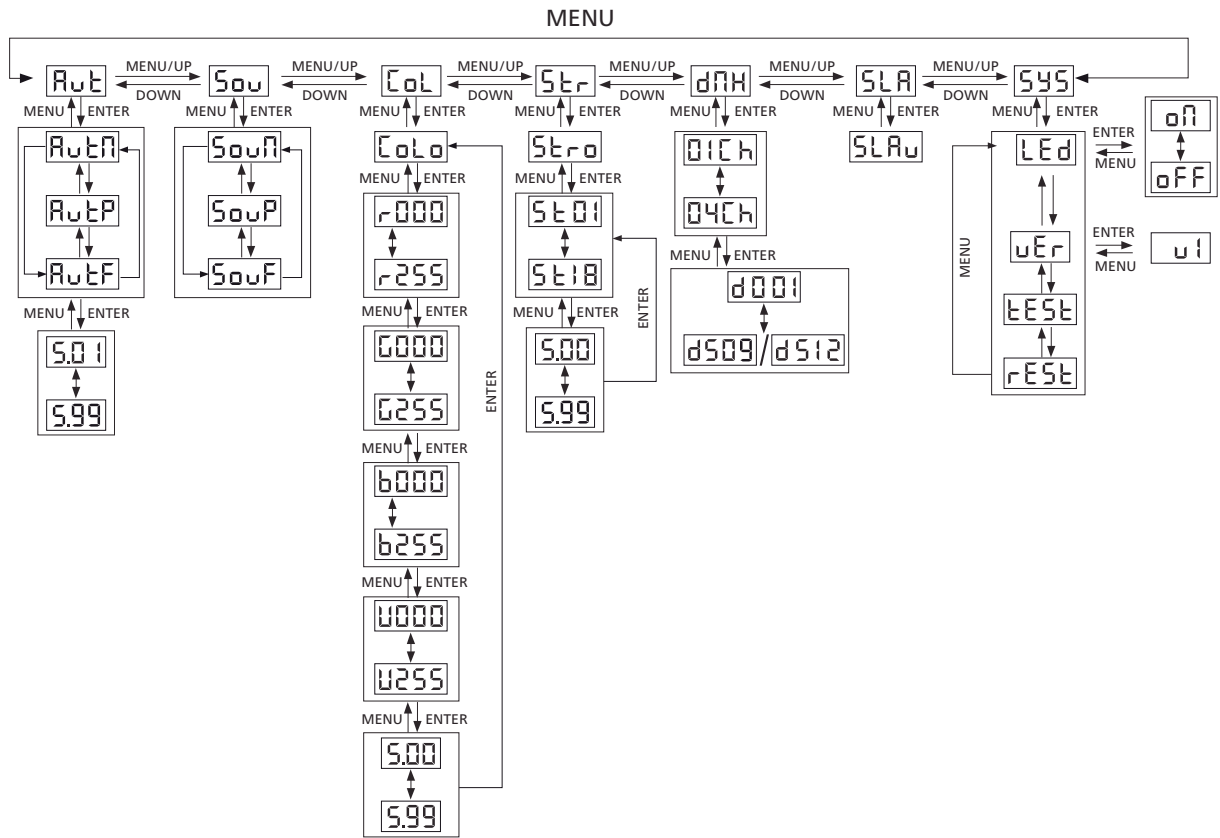 MENU
Aut MENU/UP DOWN Sou MENU/UP DOWN CoL MENU/UP DOWN Str MENU/UP DOWN dMX MENU/UP DOWN SLA MENU/UP DOWN SYS
MENU ENTER MENU ENTER MENU ENTER MENU ENTER MENU ENTER MENU ENTER MENU ENTER
AutM
AutP
AutF
MENU ENTER
S.01
S.99
SouM
SouP
SouF
CoLo
MENU ENTER
r000
r255
MENU ENTER
G000
G255
MENU ENTER
b000
b255
MENU ENTER
U000
U255
MENU ENTER
S.00
S.99
ENTER
Stro
MENU ENTER
St01
St18
MENU ENTER
S.00
S.99
ENTER
01Ch
04Ch
MENU ENTER
d001
d509/d512
SLAu
LEd
uEr
tESt
rESt
MENU
ENTER
MENU
on
oFF
ENTER
MENU
u1